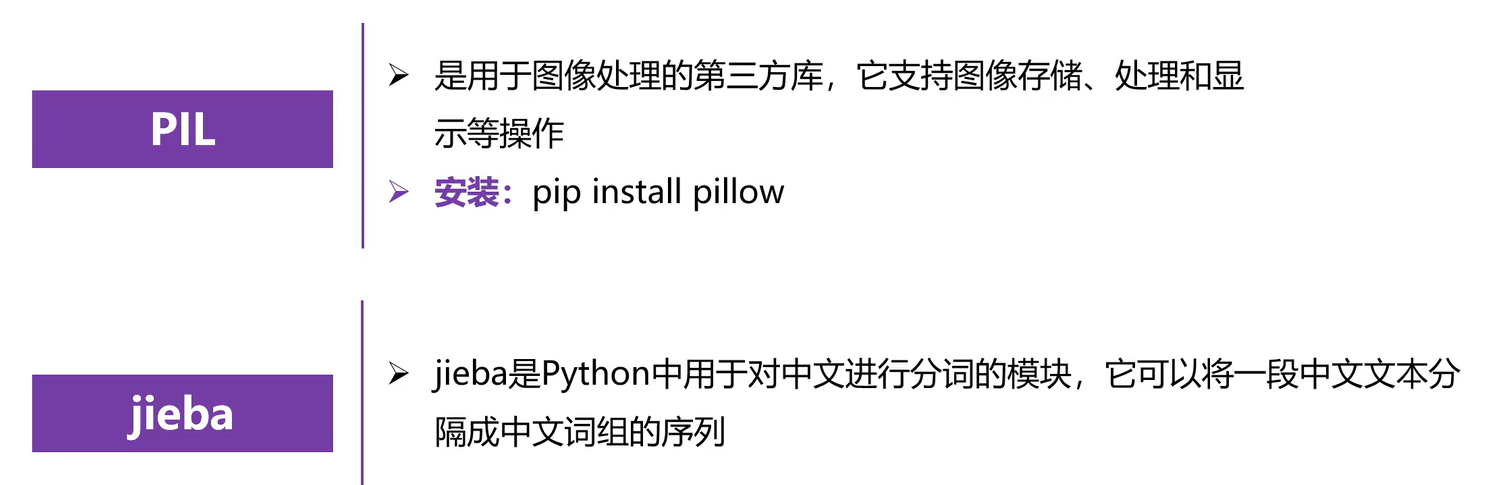 PIL
是用于图像处理的第三方库，它支持图像存储、处理和显
示等操作
安装：pip install pillow
jieba
jieba是Python中用于对中文进行分词的模块，它可以将一段中文文本分
隔成中文词组的序列